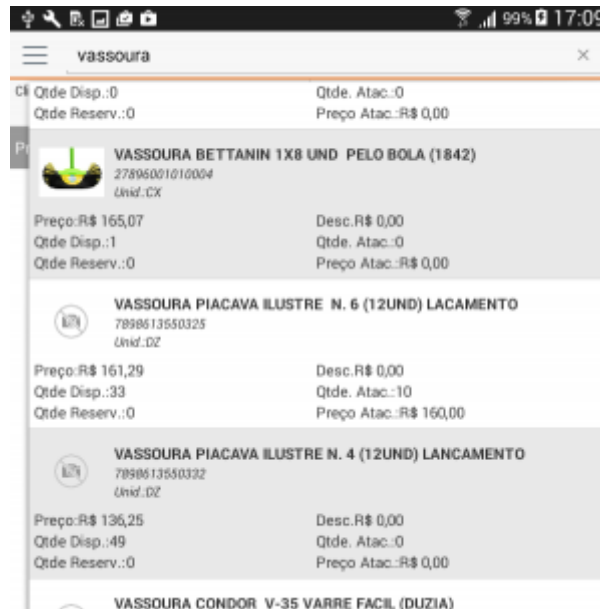 99% 17:09
vassoura
Cli
Qtde Disp.:0 Qtde. Atac.:0
Qtde Reserv.:0 Preço Atac.:R$ 0,00
VASSOURA BETTANIN 1X8 UND PELO BOLA (1842)
27896001010004
Unid.:CX
Preço:R$ 165,07 Desc.R$ 0,00
Qtde Disp.:1 Qtde. Atac.:0
Qtde Reserv.:0 Preço Atac.:R$ 0,00
VASSOURA PIACAVA ILUSTRE N. 6 (12UND) LACAMENTO
7898613550325
Unid.:DZ
Preço:R$ 161,29 Desc.R$ 0,00
Qtde Disp.:33 Qtde. Atac.:10
Qtde Reserv.:0 Preço Atac.:R$ 160,00
VASSOURA PIACAVA ILUSTRE N. 4 (12UND) LANCAMENTO
7898613550332
Unid.:DZ
Preço:R$ 136,25 Desc.R$ 0,00
Qtde Disp.:49 Qtde. Atac.:0
Qtde Reserv.:0 Preço Atac.:R$ 0,00
VASSOURA CONDOR V-35 VARRE FACIL (DUZIA)